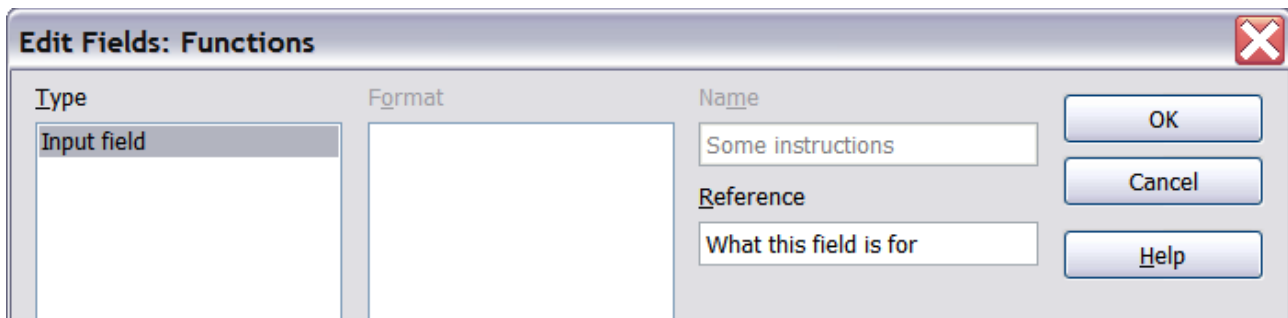 Edit Fields: Functions
Type
Input field
Format
Name
Some instructions
Reference
What this field is for
OK
Cancel
Help